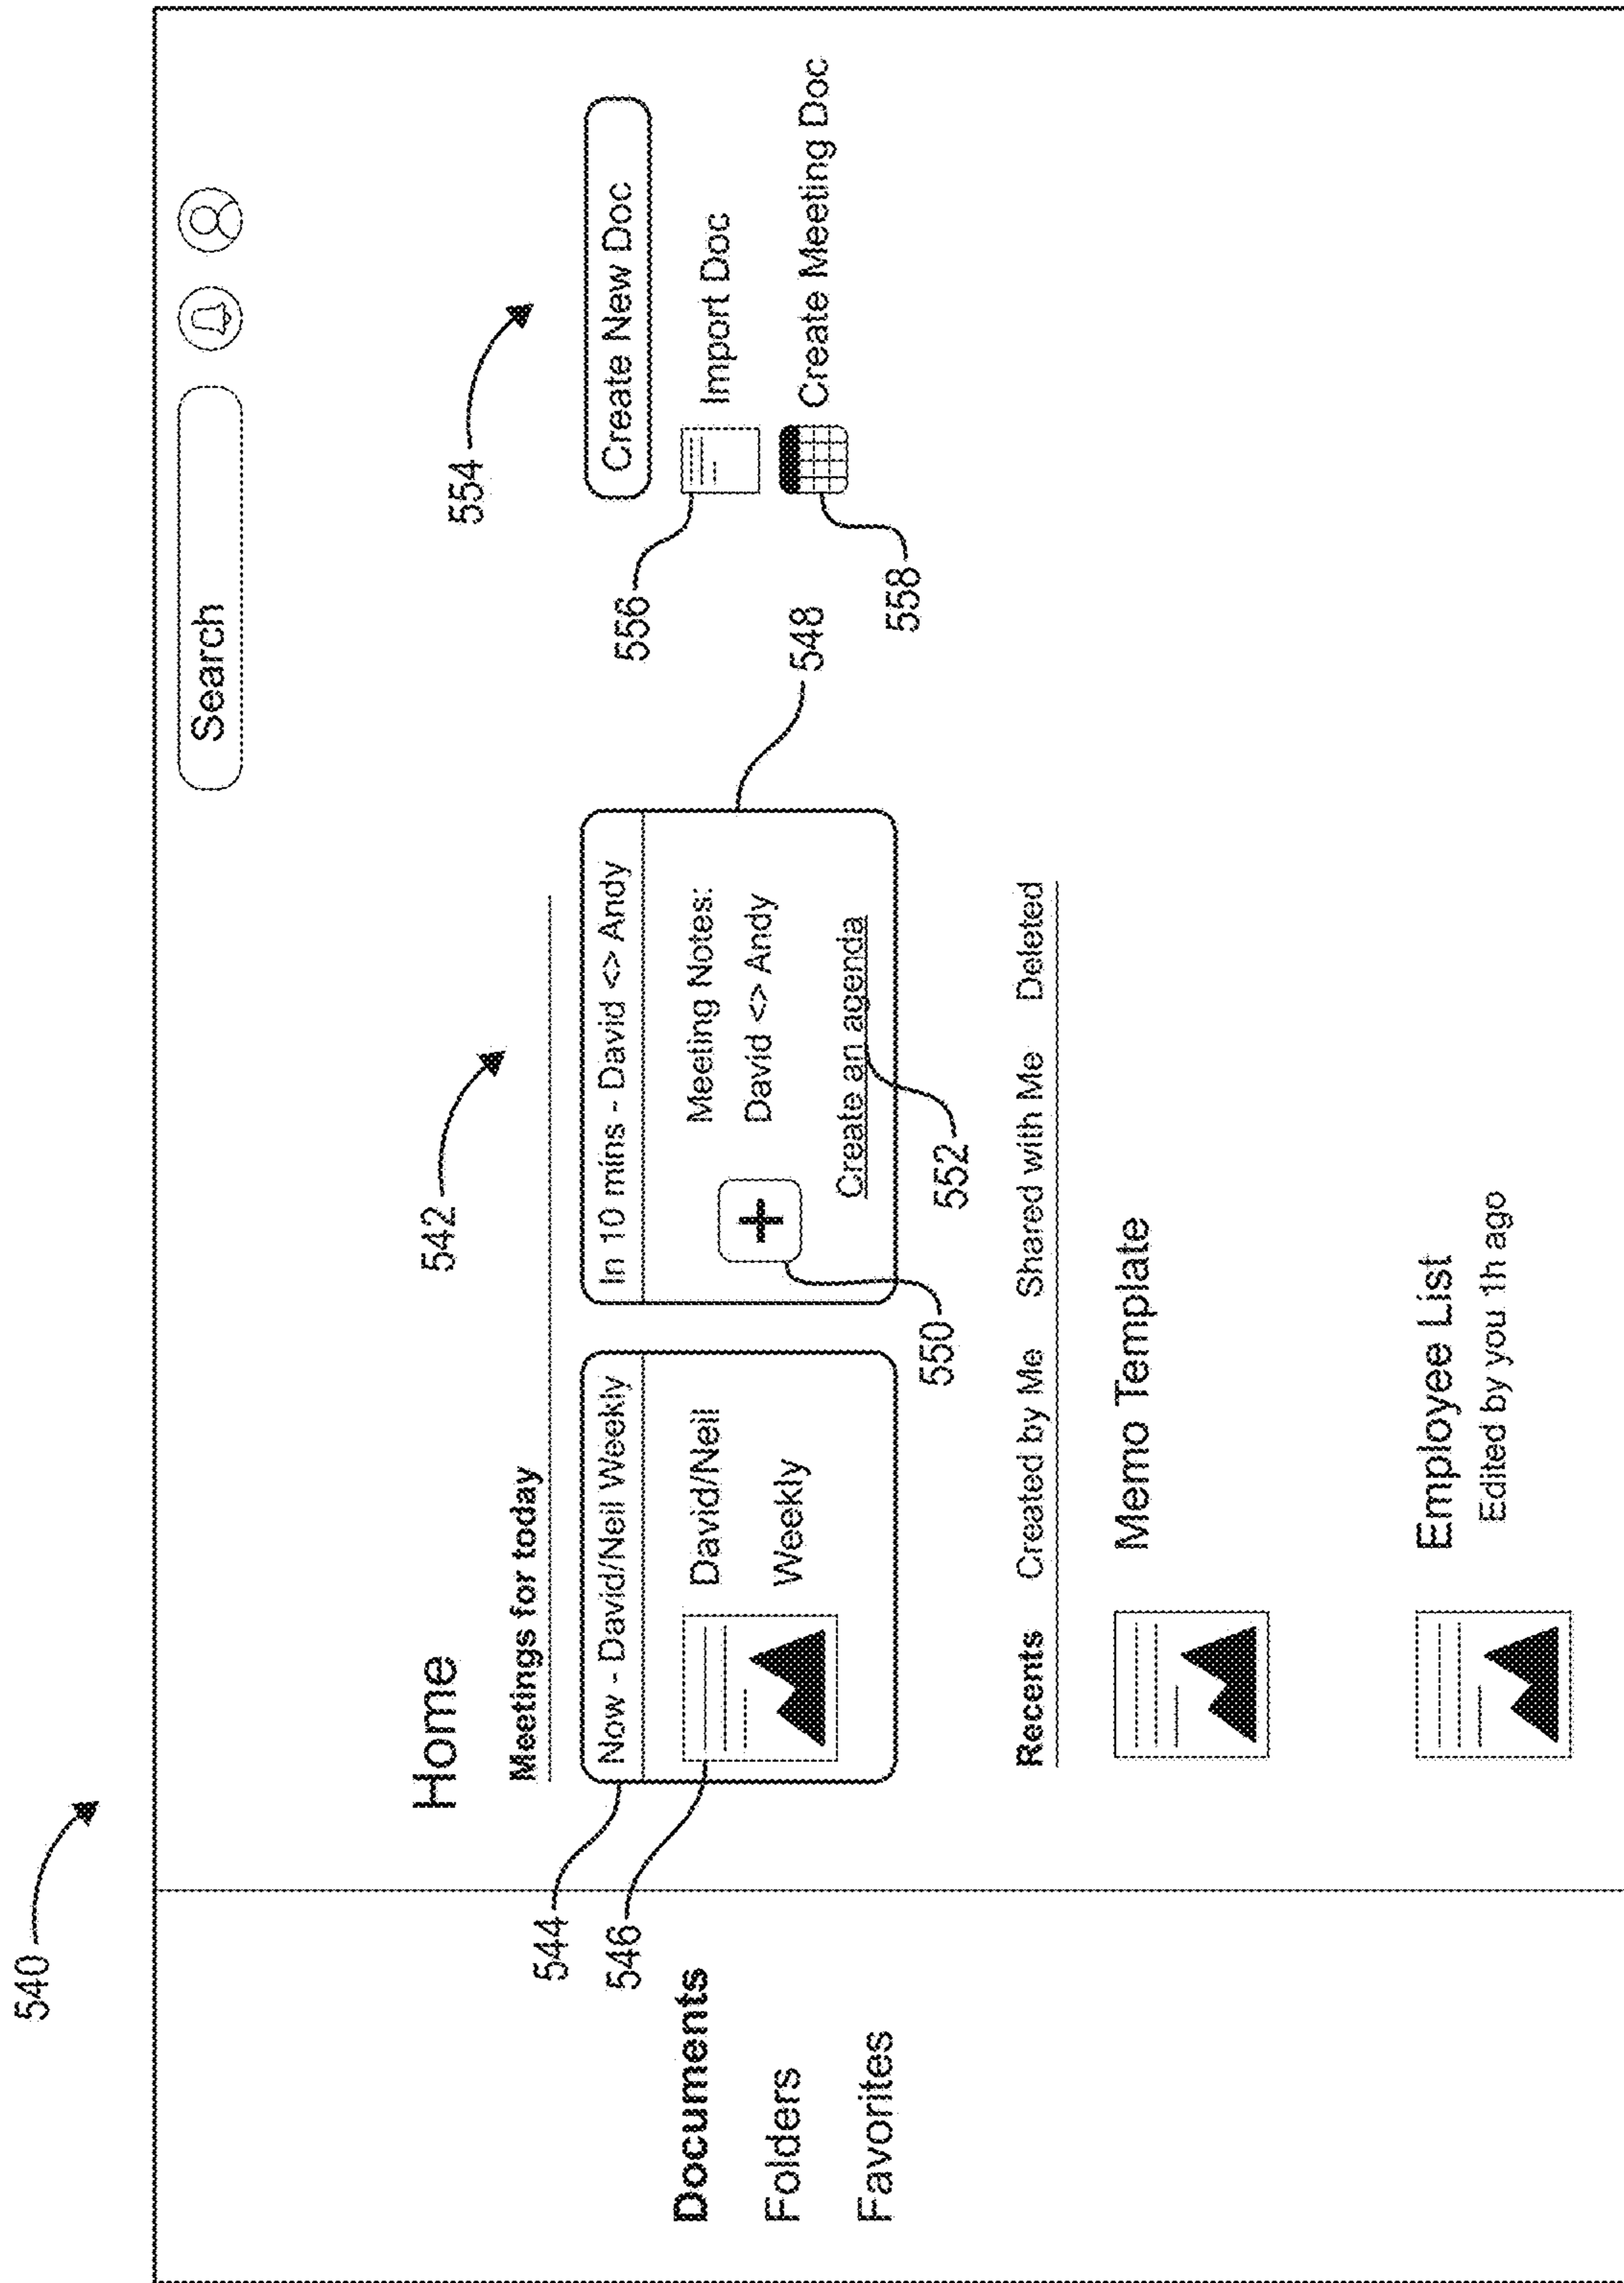 540
Search
Home
542
554
Meetings for today
544
Now - David/Neil Weekly
In 10 mins - David <> Andy
Create New Doc
546
David/Neil
Weekly
Meeting Notes:
David <> Andy
Create an agenda
548
556
Import Doc
558
Create Meeting Doc
550
552
Documents
Folders
Favorites
Recents Created by Me Shared with Me Deleted
Memo Template
Employee List
Edited by you 1h ago